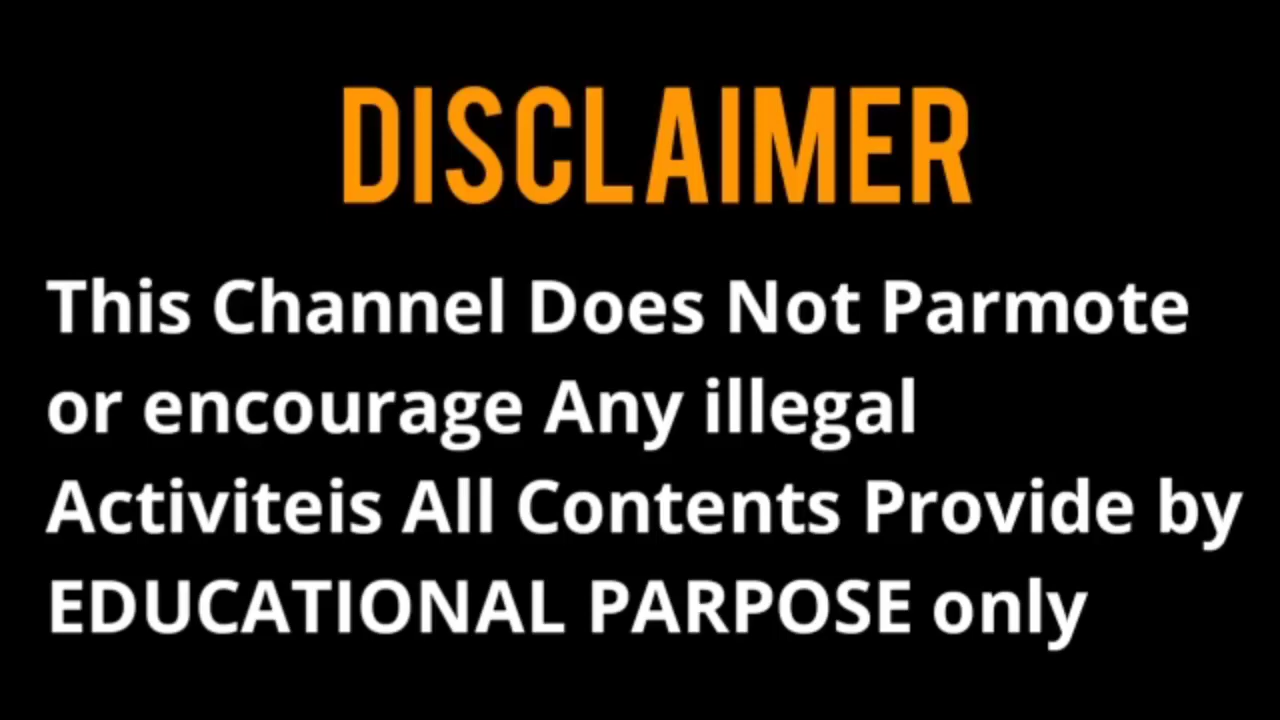 DISCLAIMER
This Channel Does Not Parmote
or encourage Any illegal
Activiteis All Contents Provide by
EDUCATIONAL PARPOSE only